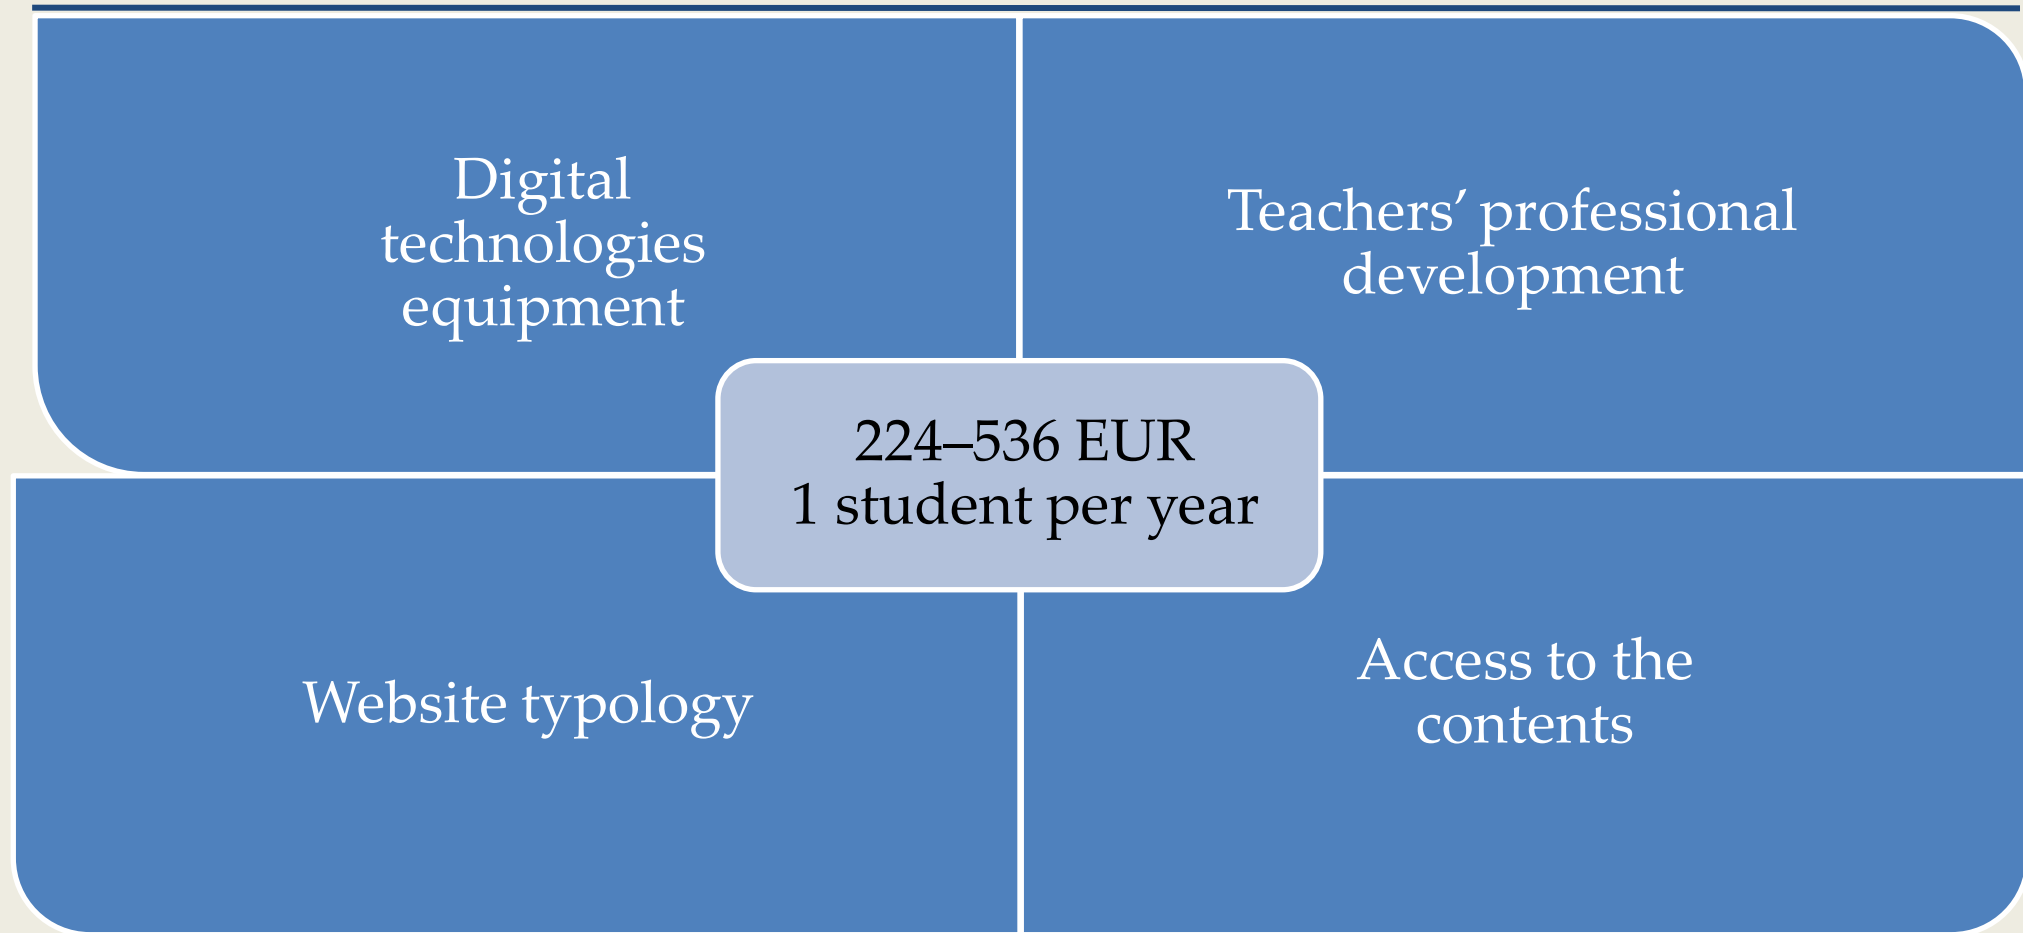 Digital
technologies
equipment
Teachers’ professional
development
224–536 EUR
1 student per year
Website typology
Access to the
contents